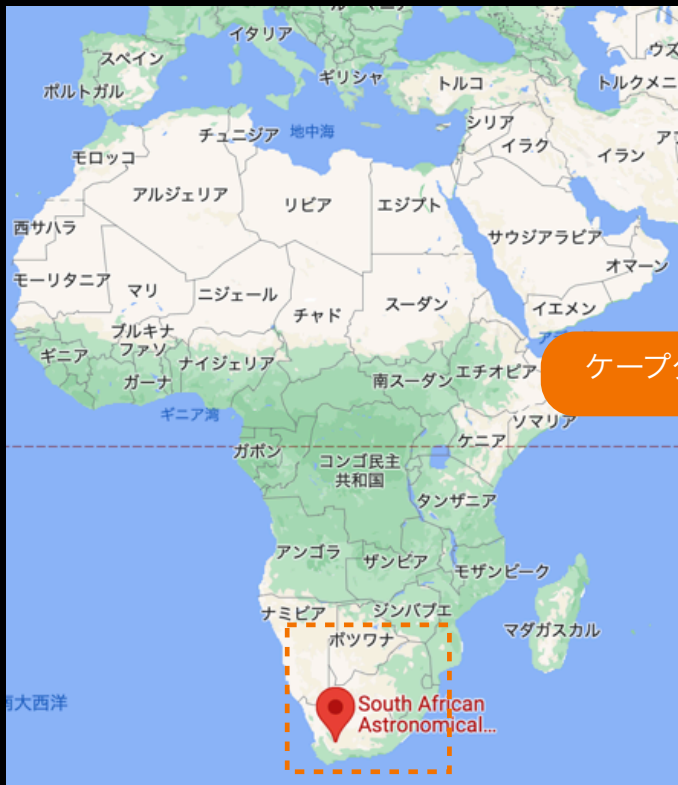 イタリア
スペイン
ポルトガル
ギリシャ
トルコ
トルクメニ
ウズ
チュニジア
地中海
シリア
イラク
イラン
モロッコ
アルジェリア
リビア
エジプト
西サハラ
サウジアラビア
オマーン
モーリタニア
マリ
ニジェール
チャド
スーダン
イエメン
ブルキナ
ファソ
ギニア
ナイジェリア
ガーナ
南スーダン
エチオピア
ケープ
ギニア湾
ソマリア
ケニア
ガボン
コンゴ民主
共和国
タンザニア
アンゴラ
ザンビア
モザンビーク
ナミビア
ジンバブエ
ボツワナ
マダガスカル
南大西洋
South African
Astronomical...